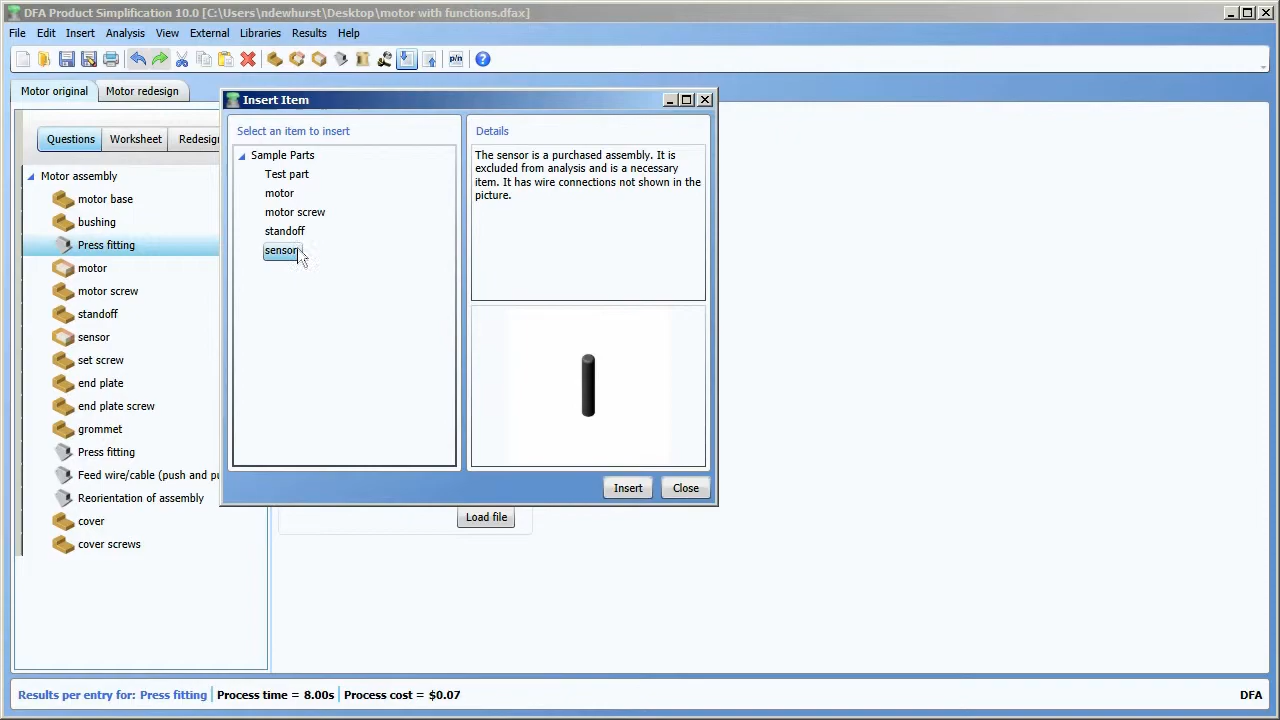 DFA Product Simplification 10.0 [C:\Users\ndewhurst\Desktop\motor with functions.dfax]
File Edit Insert Analysis View External Libraries Results Help
p/n ?
Motor original Motor redesign
Questions Worksheet Redesig
Motor assembly
motor base
bushing
Press fitting
motor
motor screw
standoff
sensor
set screw
end plate
end plate screw
grommet
Press fitting
Feed wire/cable (push and pu
Reorientation of assembly
cover
cover screws
Insert Item
Select an item to insert
Sample Parts
Test part
motor
motor screw
standoff
sensor
Details
The sensor is a purchased assembly. It is
excluded from analysis and is a necessary
item. It has wire connections not shown in the
picture.
Insert Close
Load file
Results per entry for: Press fitting Process time = 8.00s Process cost = $0.07 DFA